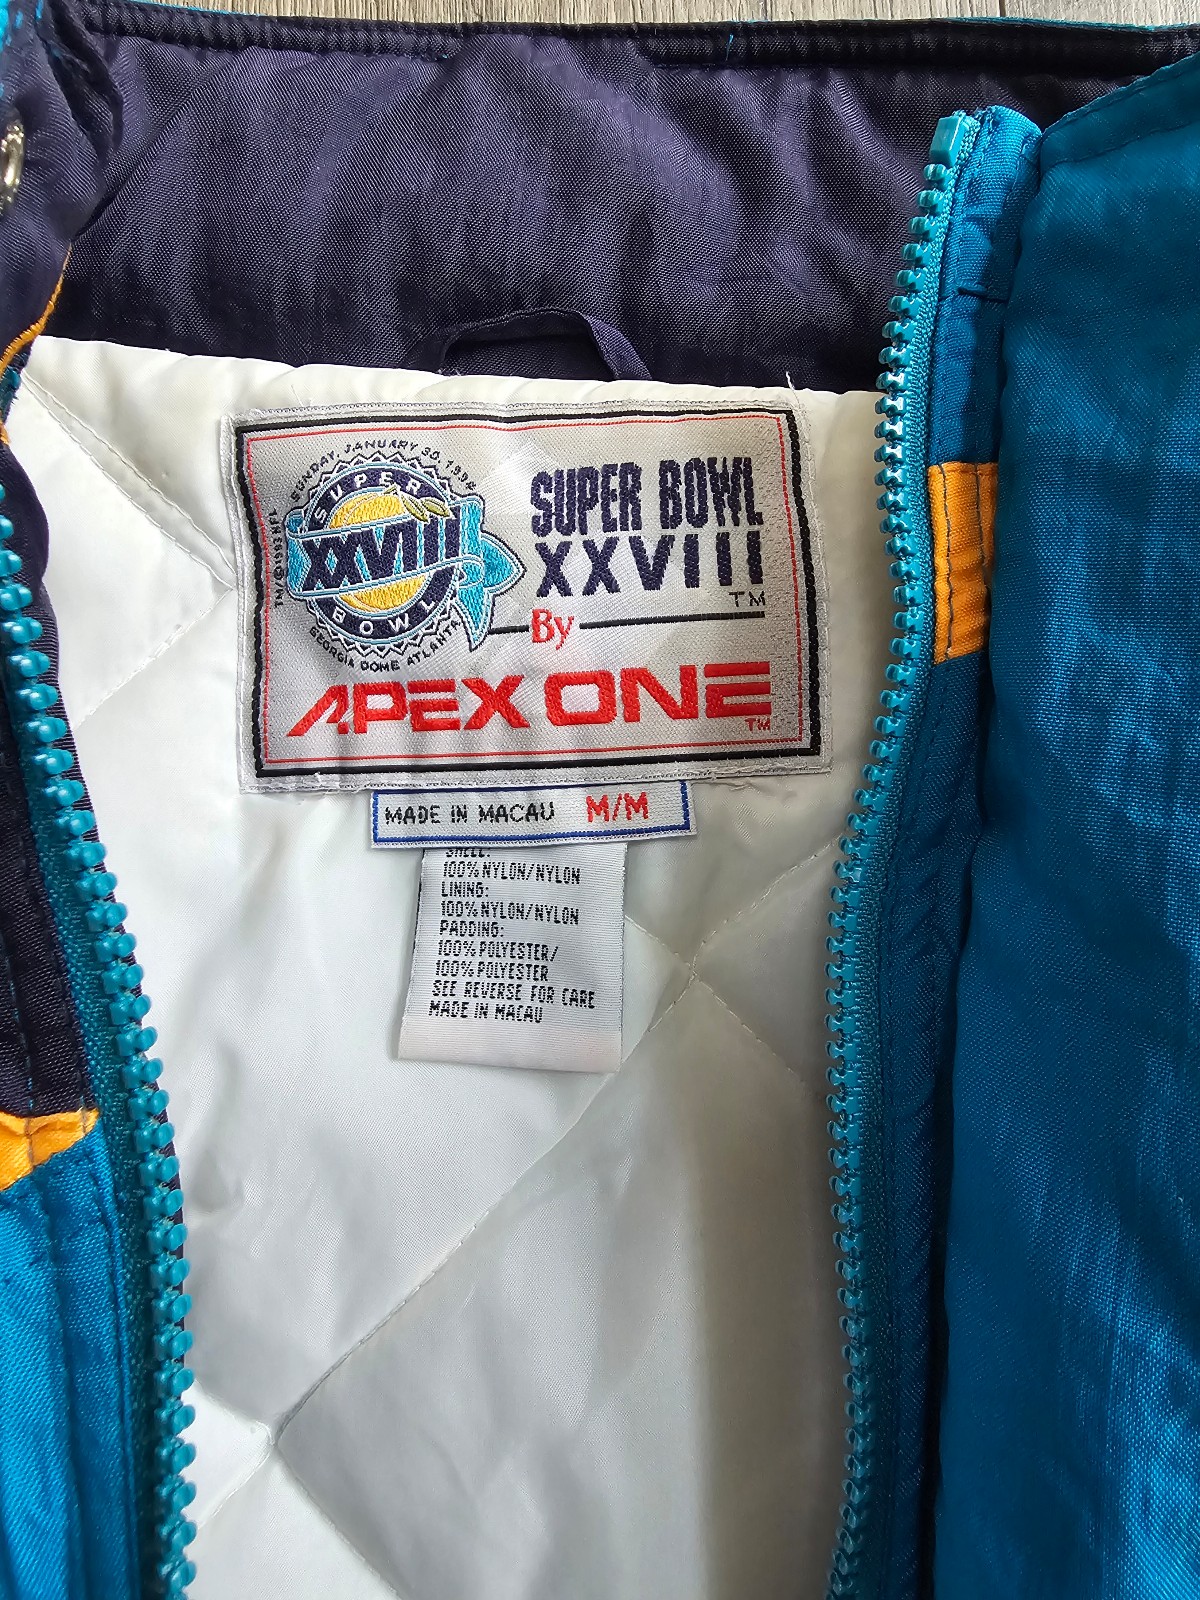 SUNDAY, JANUARY 30, 1994
SUPER
XXVIII
BOWL
GEORGIA DOME ATLANTA
SUPER BOWL
XXVIII
TM
By
APEX ONE
TM
MADE IN MACAU M/M
SHELL:
100% NYLON/NYLON
LINING:
100% NYLON/NYLON
PADDING:
100% POLYESTER/
100% POLYESTER
SEE REVERSE FOR CARE
MADE IN MACAU